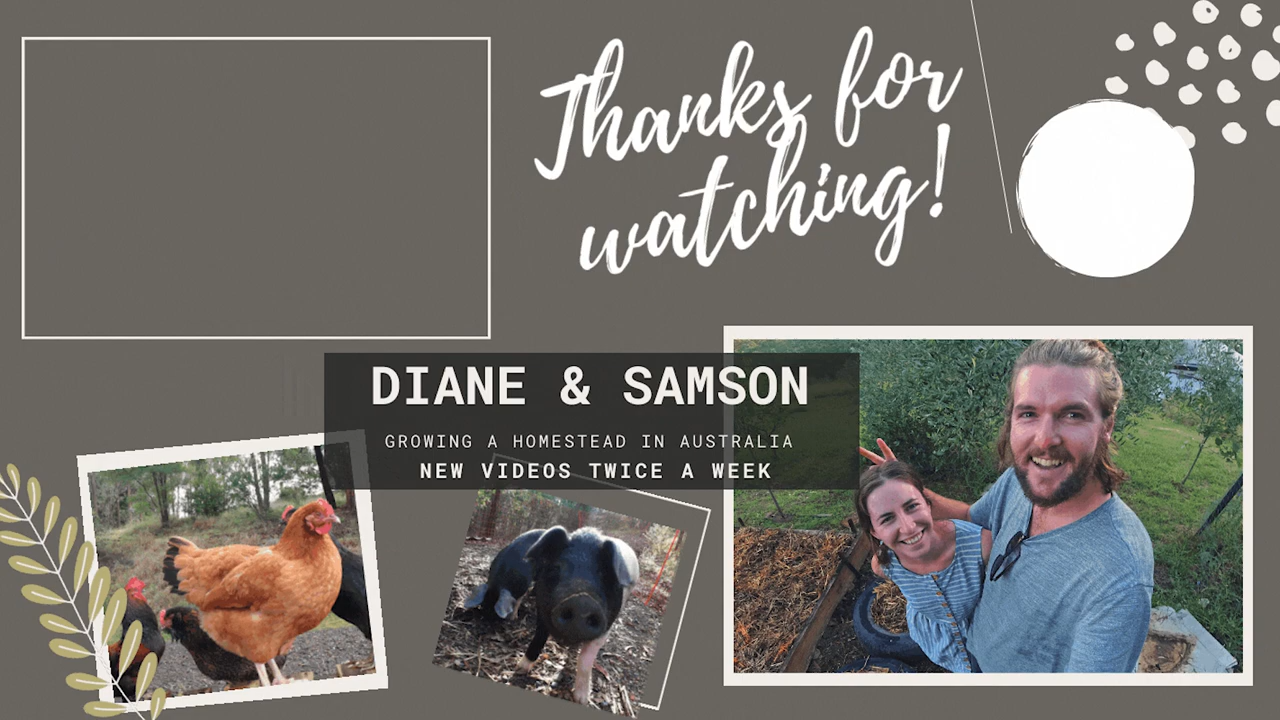 Thanks for
watching!
DIANE & SAMSON
GROWING A HOMESTEAD IN AUSTRALIA
NEW VIDEOS TWICE A WEEK